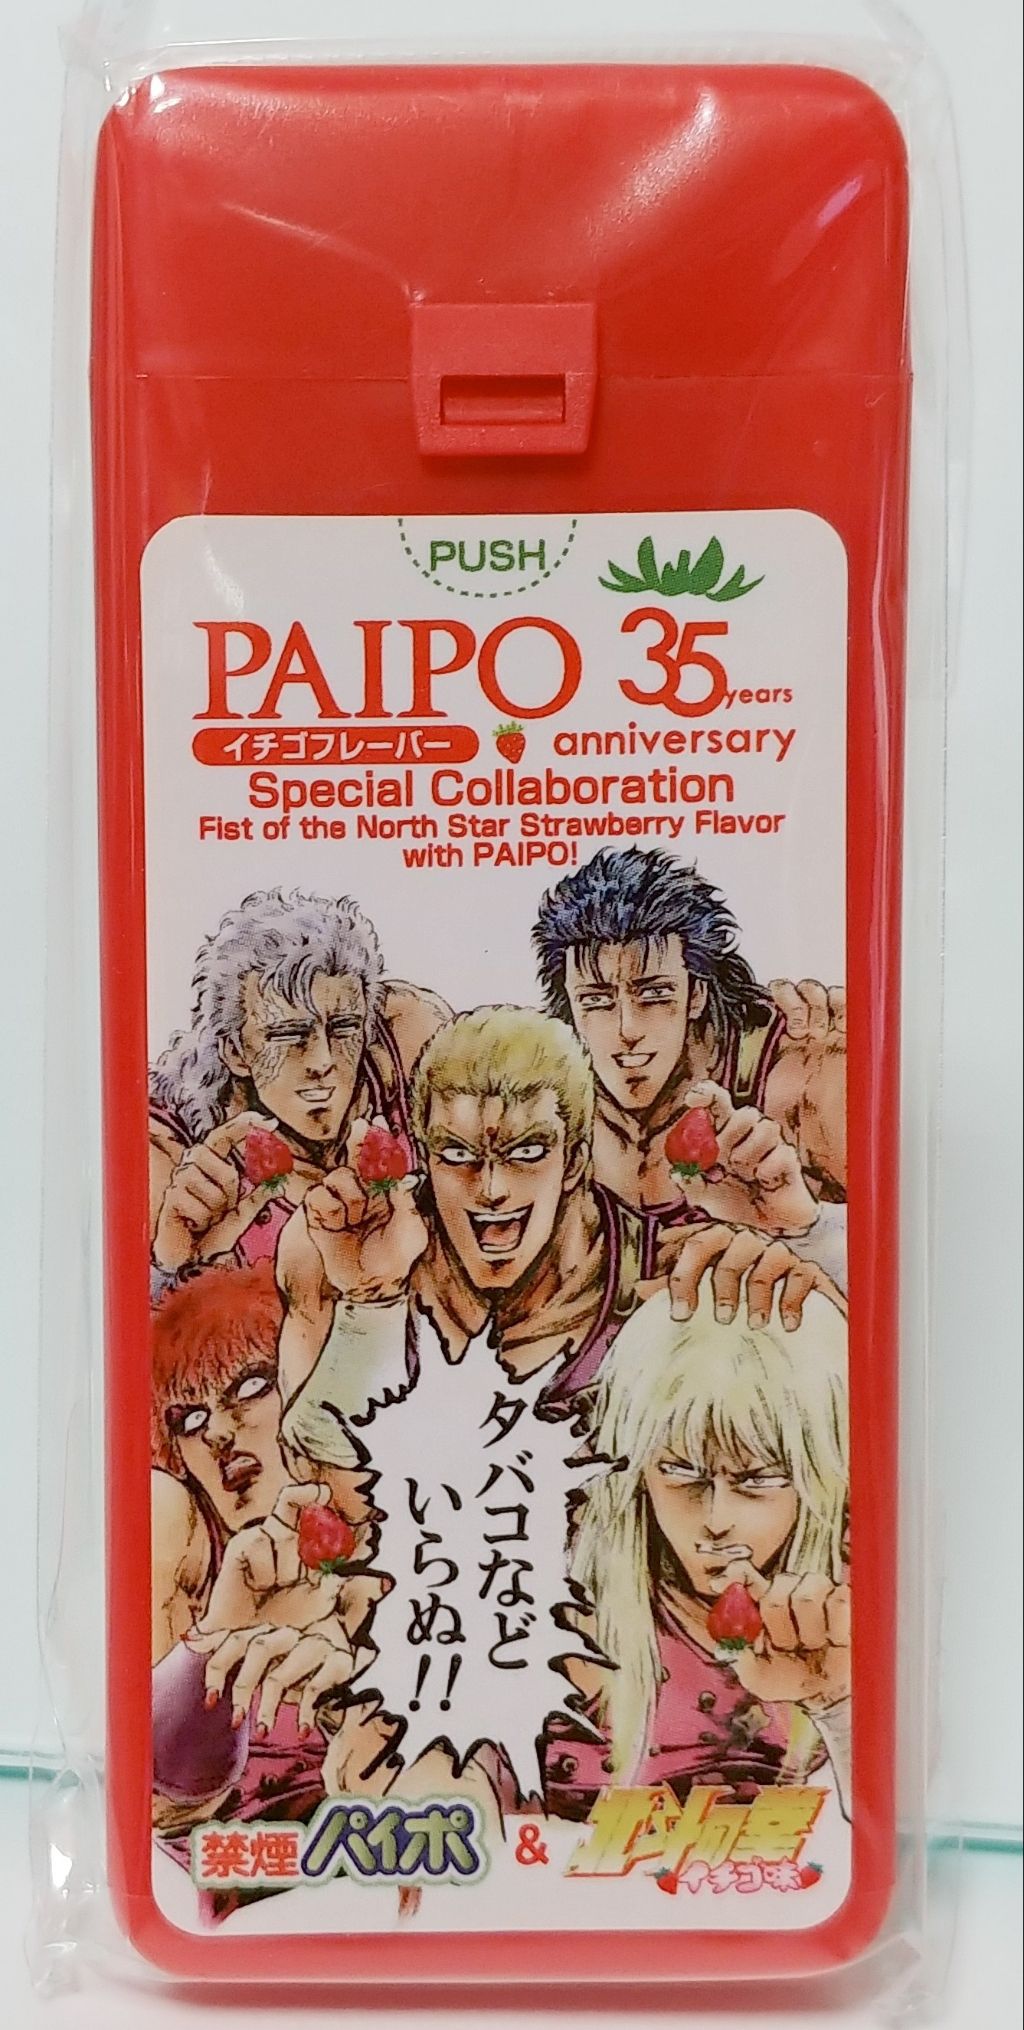 PUSH
PAIPO 35years
イチゴフレーバー anniversary
Special Collaboration
Fist of the North Star Strawberry Flavor
with PAIPO!
タバコなど
いらぬ!!
禁煙パイポ & 北斗の拳
イチゴ味